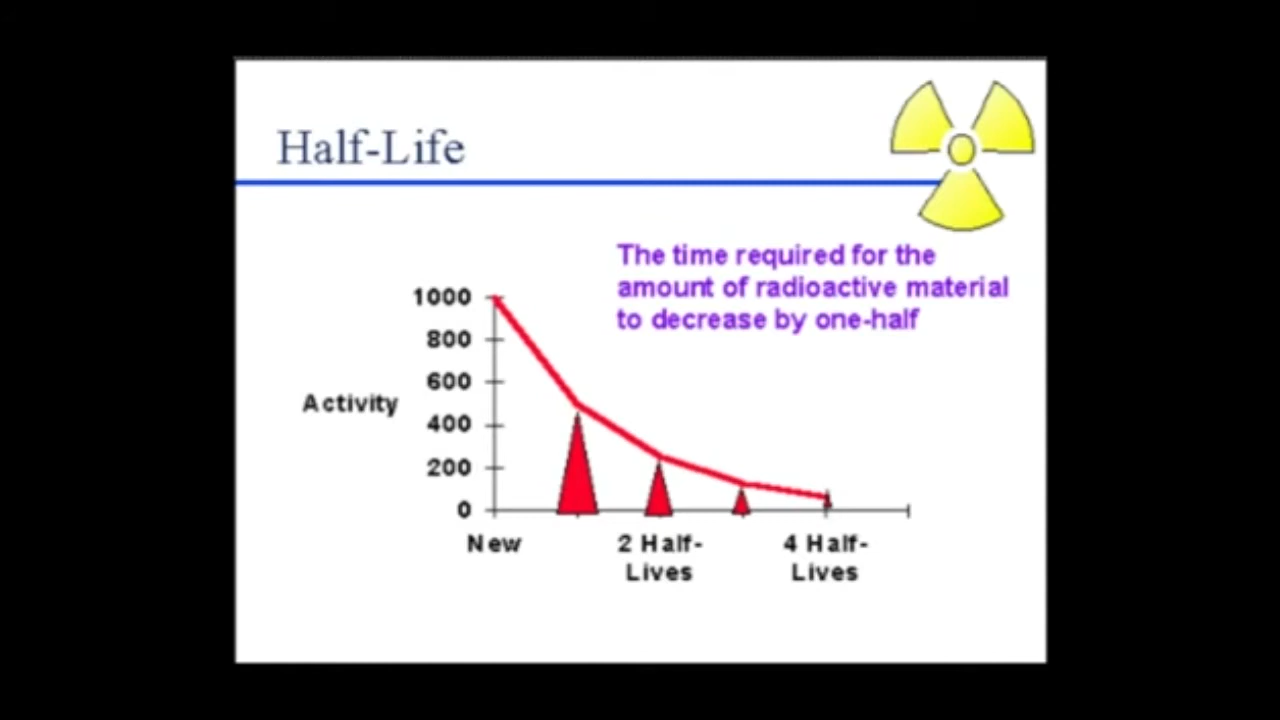 Half-Life
The time required for the
amount of radioactive material
to decrease by one-half
1000
800
600
Activity
400
200
0
New
2 Half-
Lives
4 Half-
Lives